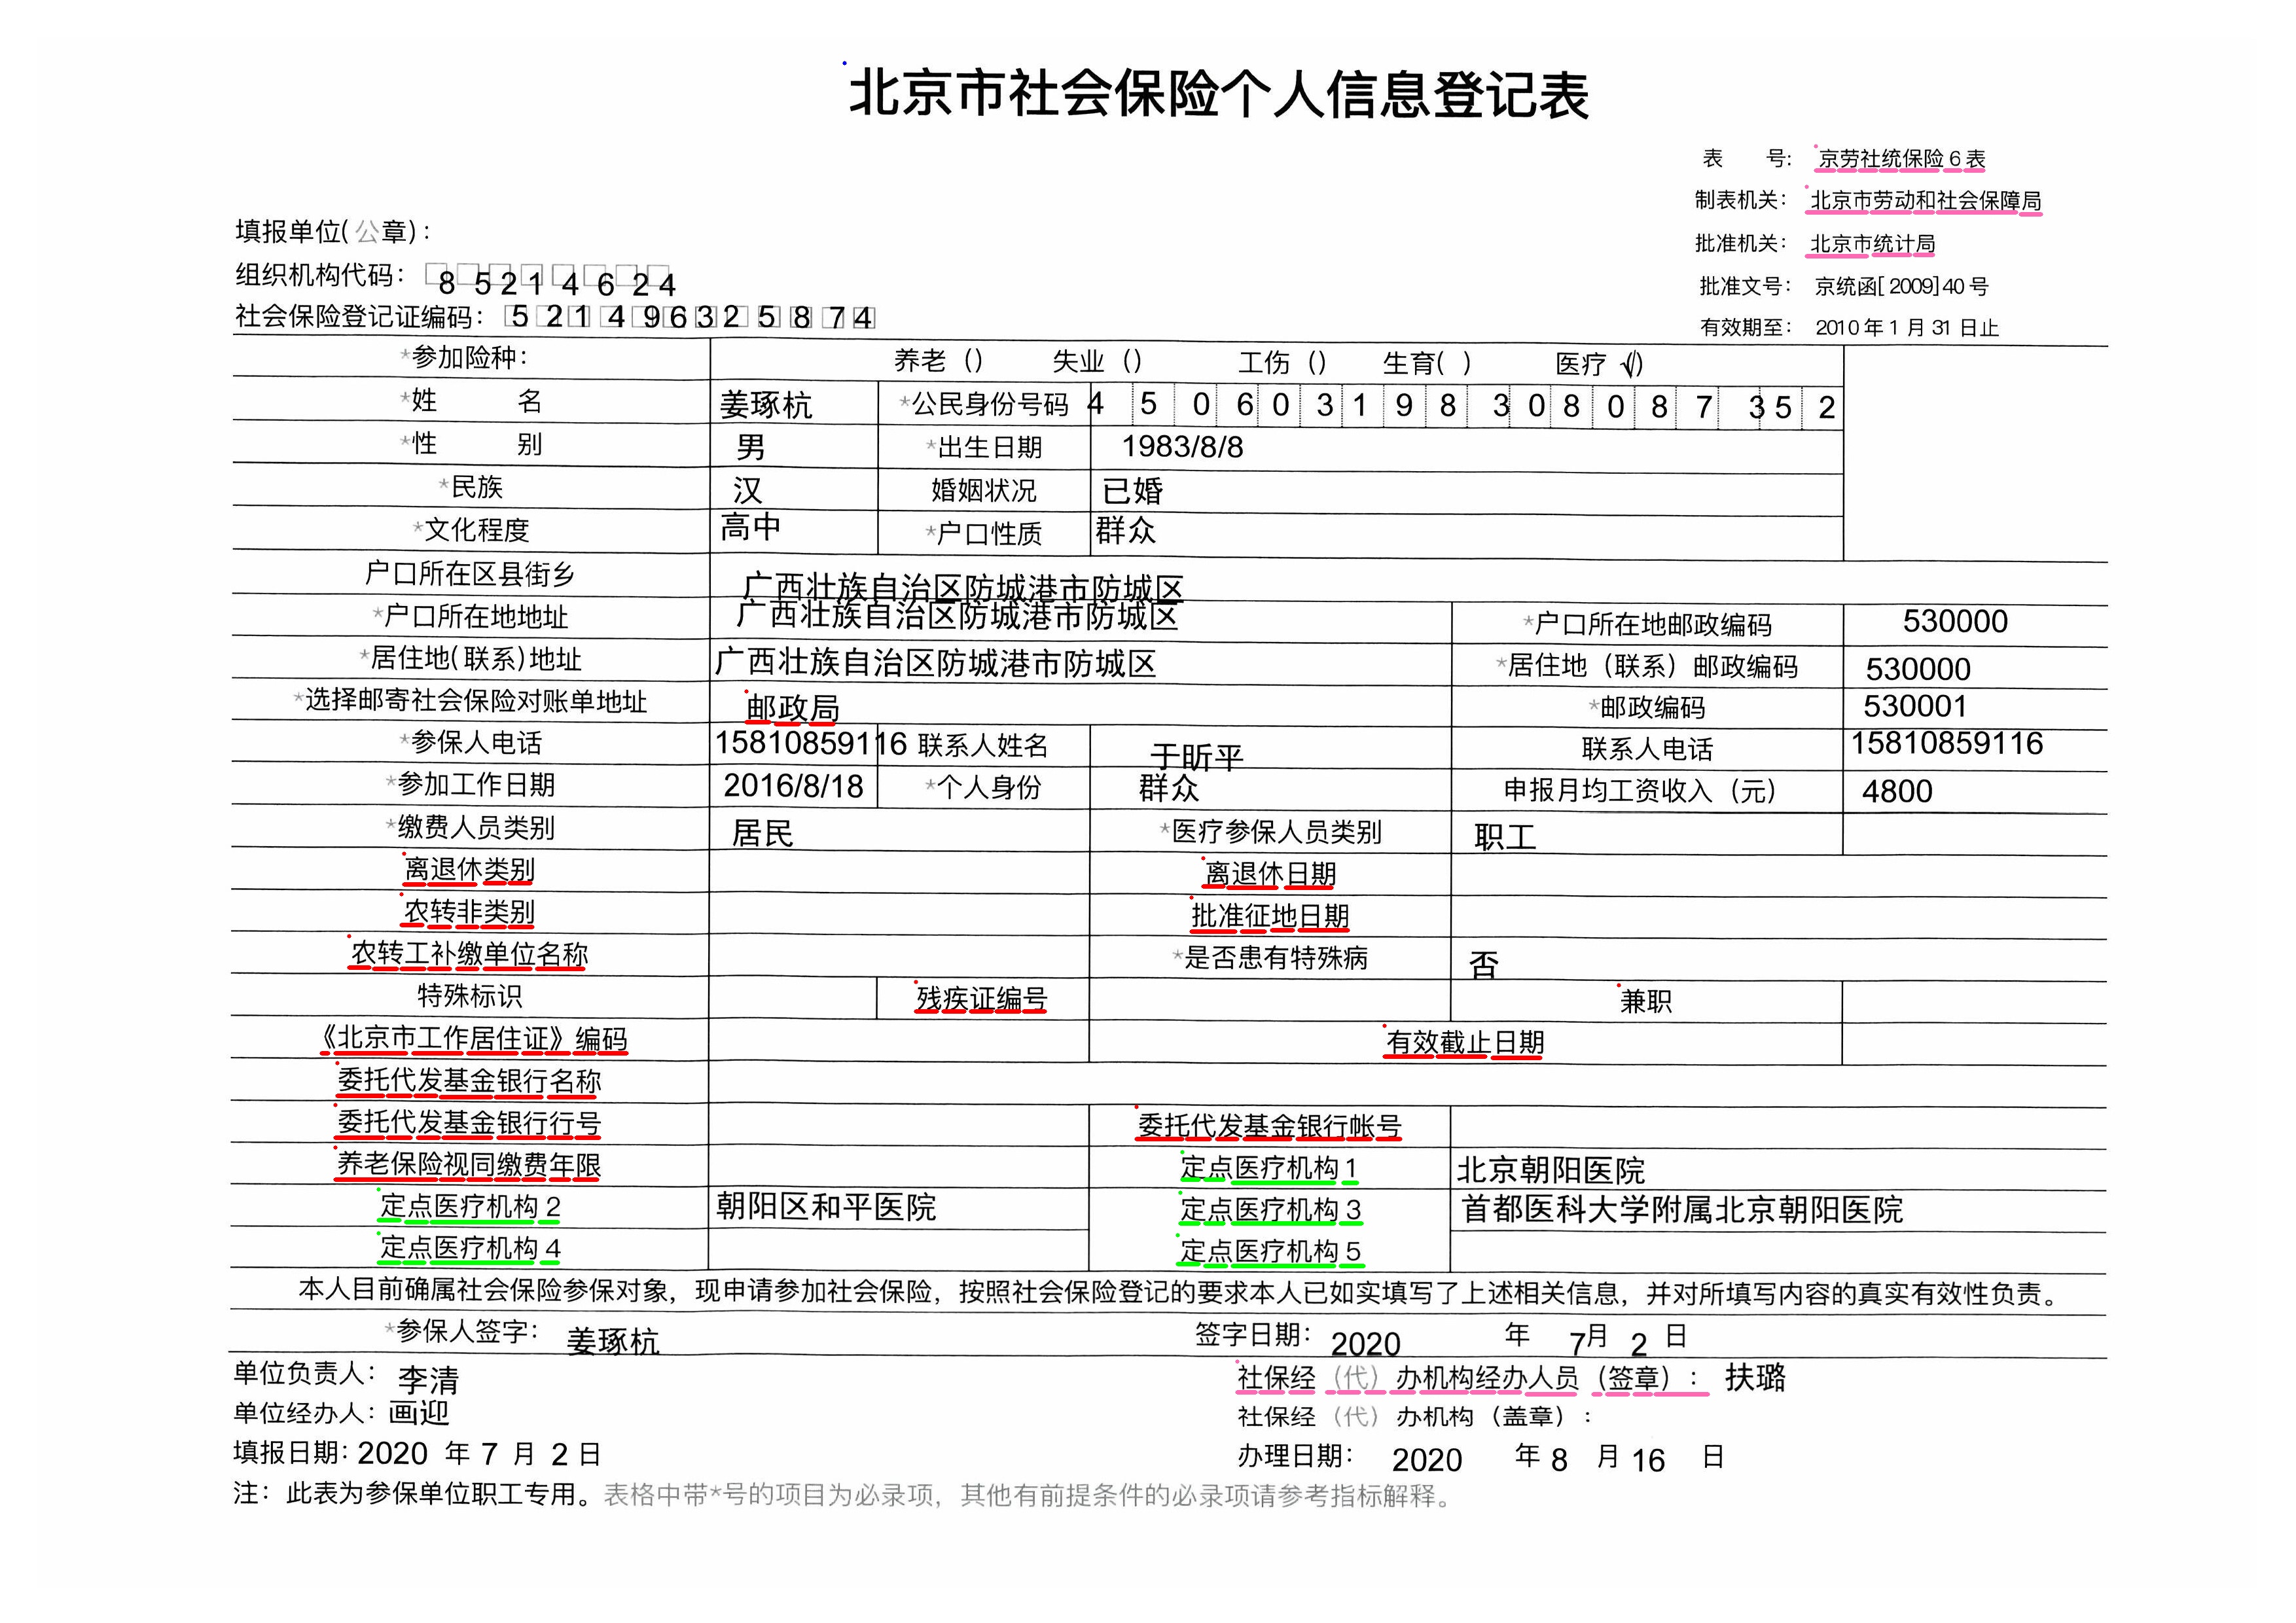 北京市社会保险个人信息登记表
表 号: 京劳社统保险6表
制表机关: 北京市劳动和社会保障局
填报单位(公章):
批准机关: 北京市统计局
组织机构代码: 85214624
批准文号: 京统函[2009]40号
社会保险登记证编码: 521496325874
有效期至: 2010年1月31日止
*参加险种: 养老() 失业() 工伤() 生育() 医疗(√)
*姓 名 姜琢杭 *公民身份号码 450603198308087352
*性 别 男 *出生日期 1983/8/8
*民族 汉 婚姻状况 已婚
*文化程度 高中 *户口性质 群众
户口所在区县街乡 广西壮族自治区防城港市防城区
*户口所在地地址 广西壮族自治区防城港市防城区 *户口所在地邮政编码 530000
*居住地(联系)地址 广西壮族自治区防城港市防城区 *居住地（联系）邮政编码 530000
*选择邮寄社会保险对账单地址 邮政局 *邮政编码 530001
*参保人电话 15810859116 联系人姓名 于昕平 联系人电话 15810859116
*参加工作日期 2016/8/18 *个人身份 群众 申报月均工资收入（元） 4800
*缴费人员类别 居民 *医疗参保人员类别 职工
离退休类别 离退休日期
农转非类别 批准征地日期
农转工补缴单位名称 *是否患有特殊病 否
特殊标识 残疾证编号 兼职
《北京市工作居住证》编码 有效截止日期
委托代发基金银行名称
委托代发基金银行行号 委托代发基金银行帐号
养老保险视同缴费年限 定点医疗机构1 北京朝阳医院
定点医疗机构2 朝阳区和平医院 定点医疗机构3 首都医科大学附属北京朝阳医院
定点医疗机构4 定点医疗机构5
本人目前确属社会保险参保对象，现申请参加社会保险，按照社会保险登记的要求本人已如实填写了上述相关信息，并对所填写内容的真实有效性负责。
*参保人签字: 姜琢杭 签字日期: 2020 年 7月 2 日
单位负责人: 李清 社保经（代）办机构经办人员（签章）: 扶璐
单位经办人: 画迎 社保经（代）办机构（盖章）:
填报日期: 2020 年 7 月 2 日 办理日期: 2020 年 8 月 16 日
注: 此表为参保单位职工专用。表格中带*号的项目为必录项，其他有前提条件的必录项请参考指标解释。